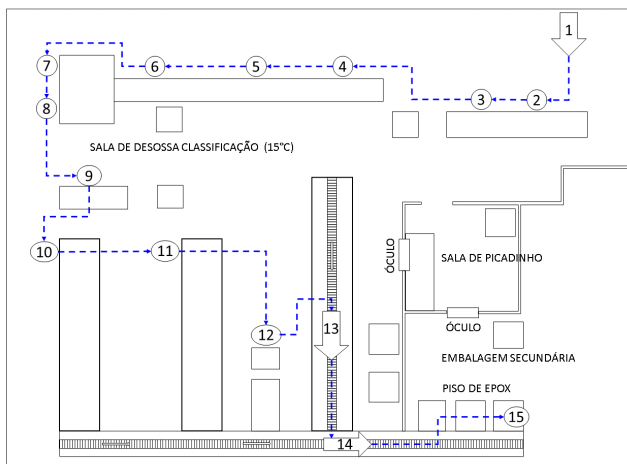 1
6
5
4
7
3
2
8
SALA DE DESOSSA CLASSIFICAÇÃO (15°C)
9
10
11
ÓCULO
SALA DE PICADINHO
12
13
ÓCULO
EMBALAGEM SECUNDÁRIA
PISO DE EPOX
15
14